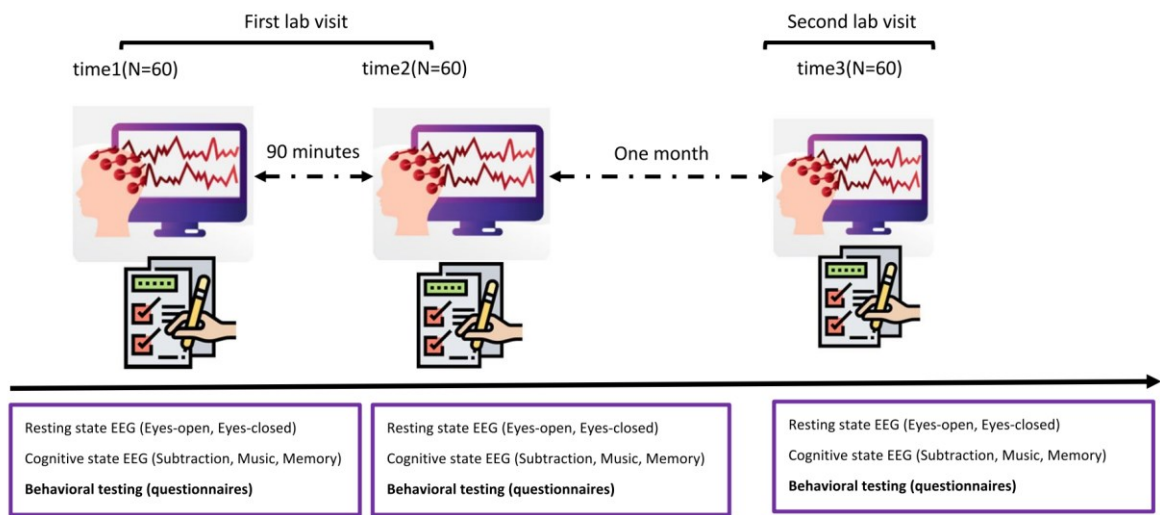 First lab visit
Second lab visit
time1(N=60)
time2(N=60)
time3(N=60)
90 minutes
One month
Resting state EEG (Eyes-open, Eyes-closed)
Cognitive state EEG (Subtraction, Music, Memory)
Behavioral testing (questionnaires)
Resting state EEG (Eyes-open, Eyes-closed)
Cognitive state EEG (Subtraction, Music, Memory)
Behavioral testing (questionnaires)
Resting state EEG (Eyes-open, Eyes-closed)
Cognitive state EEG (Subtraction, Music, Memory)
Behavioral testing (questionnaires)